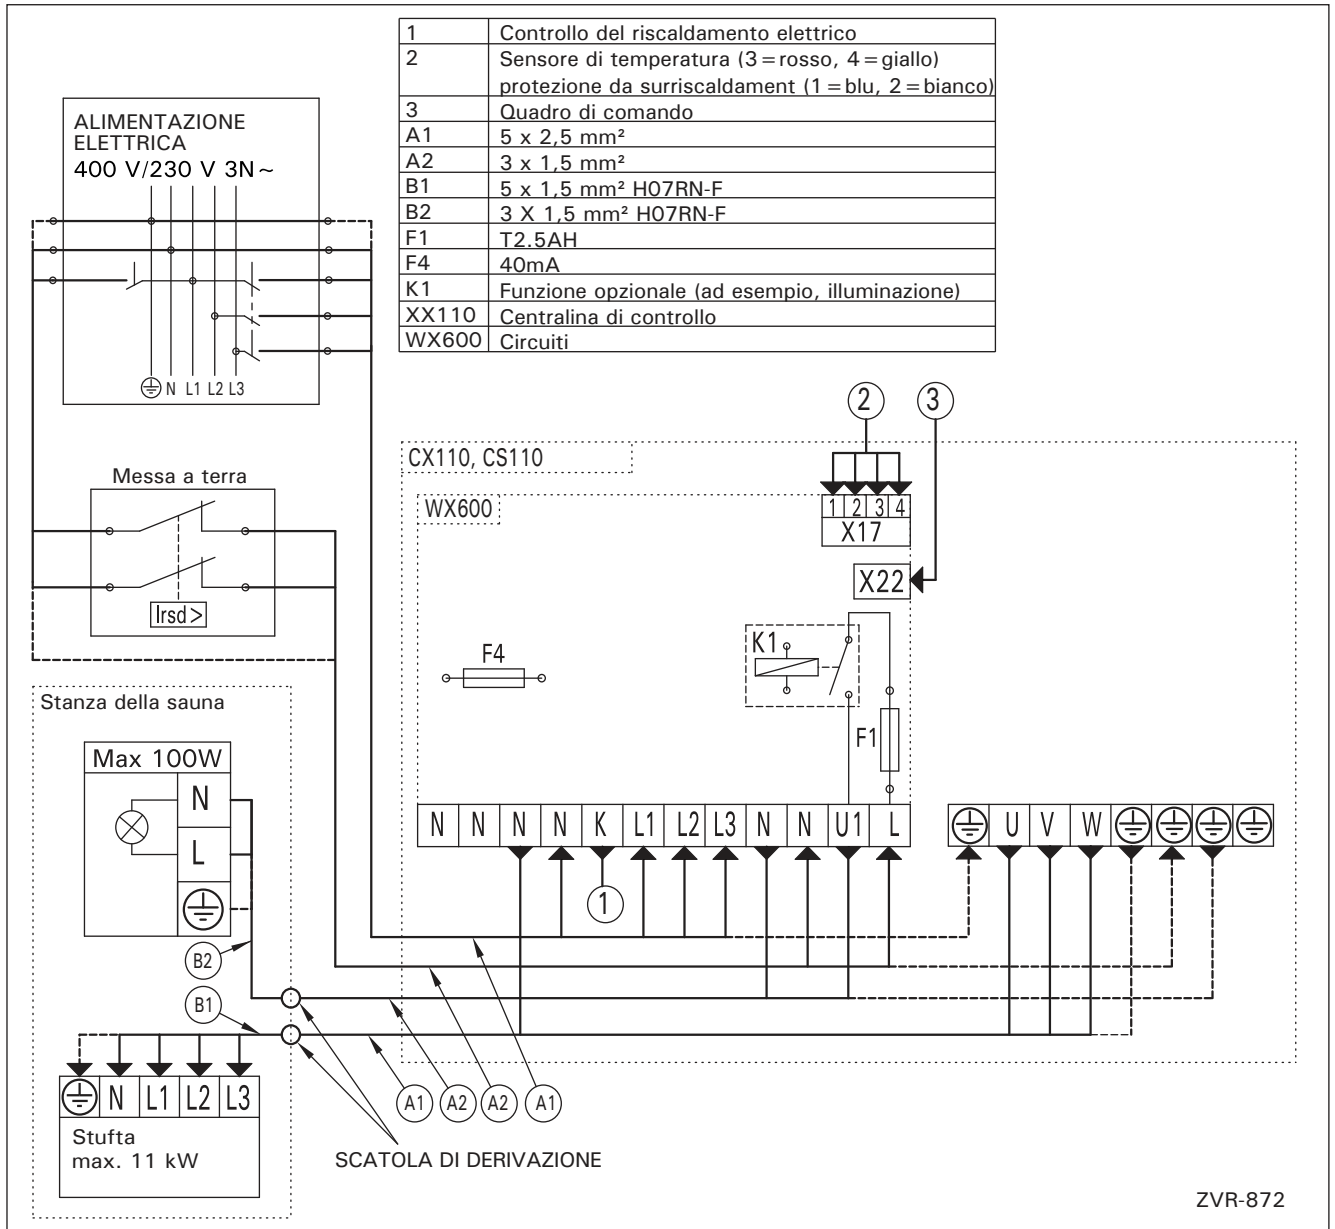 1 Controllo del riscaldamento elettrico
2 Sensore di temperatura (3=rosso, 4=giallo)
protezione da surriscaldament (1=blu, 2=bianco)
3 Quadro di comando
A1 5 x 2,5 mm²
A2 3 x 1,5 mm²
B1 5 x 1,5 mm² H07RN-F
B2 3 X 1,5 mm² H07RN-F
F1 T2.5AH
F4 40mA
K1 Funzione opzionale (ad esempio, illuminazione)
XX110 Centralina di controllo
WX600 Circuiti
ALIMENTAZIONE
ELETTRICA
400 V/230 V 3N~
N L1 L2 L3
2 3
Messa a terra
Irsd>
CX110, CS110
WX600
1 2 3 4
X17
X22
K1
F4
F1
Stanza della sauna
Max 100W
N
L
N N N N K L1 L2 L3 N N U1 L
U V W
1
B2
B1
N L1 L2 L3
Stufta
max. 11 kW
A1 A2 A2 A1
SCATOLA DI DERIVAZIONE
ZVR-872